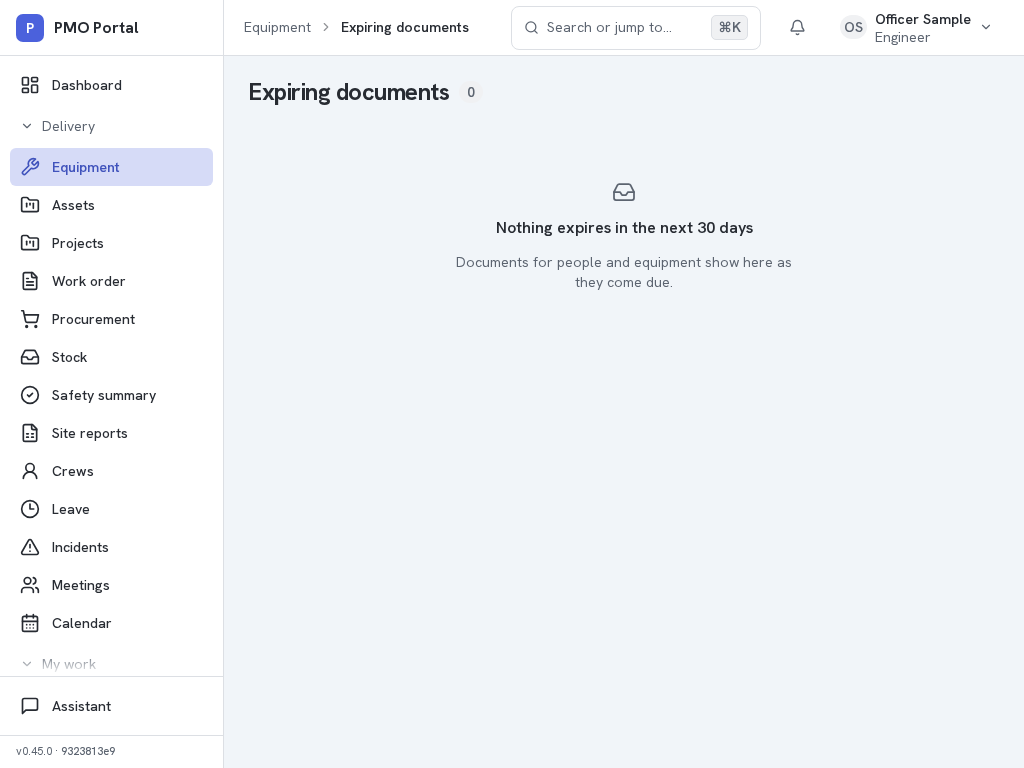 P PMO Portal
Equipment
Expiring documents
Search or jump to...
⌘K
OS
Officer Sample
Engineer
Dashboard
Delivery
Equipment
Assets
Projects
Work order
Procurement
Stock
Safety summary
Site reports
Crews
Leave
Incidents
Meetings
Calendar
My work
Assistant
v0.45.0 · 9323813e9
Expiring documents 0
Nothing expires in the next 30 days
Documents for people and equipment show here as
they come due.